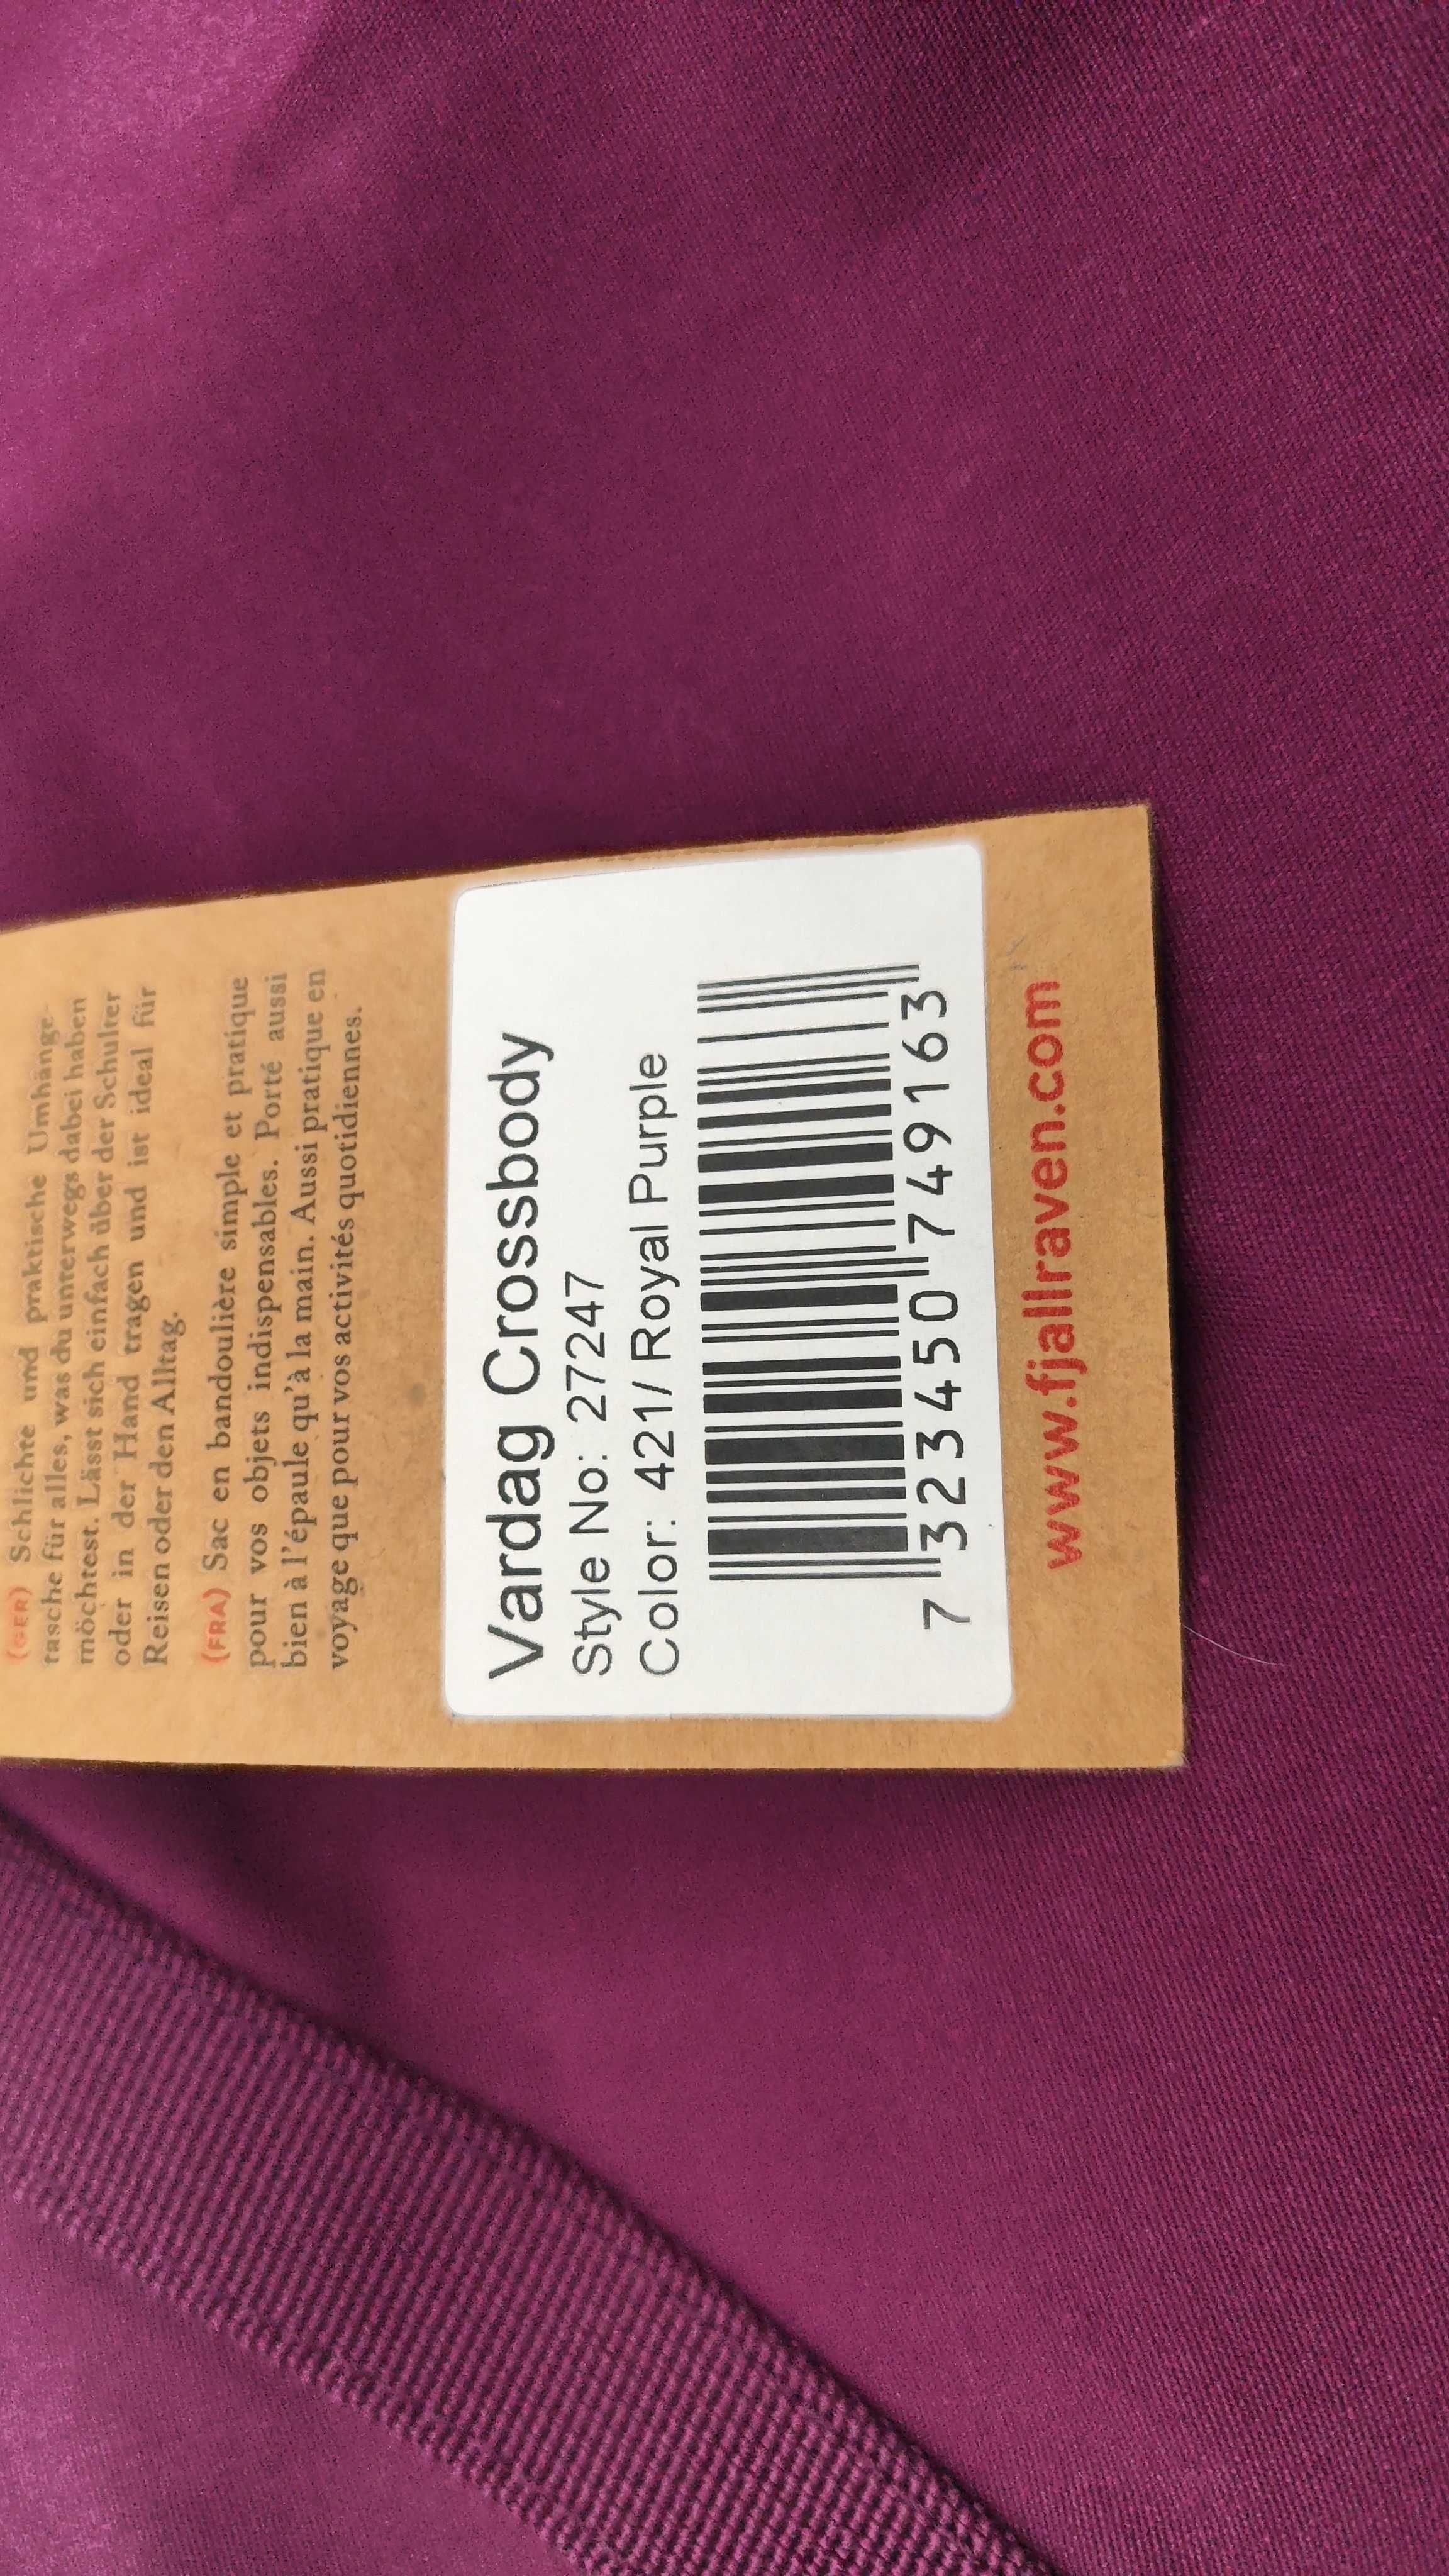 (GER) Schlichte und praktische Umhänge-
tasche für alles, was du unterwegs dabei haben
möchtest. Lässt sich einfach über der Schulter
oder in der Hand tragen und ist ideal für
Reisen oder den Alltag.
(FRA) Sac en bandoulière simple et pratique
pour vos objets indispensables. Porté aussi
bien à l'épaule qu'à la main. Aussi pratique en
voyage que pour vos activités quotidiennes.
Vardag Crossbody
Style No: 27247
Color: 421/ Royal Purple
7 323450 749163
www.fjallraven.com